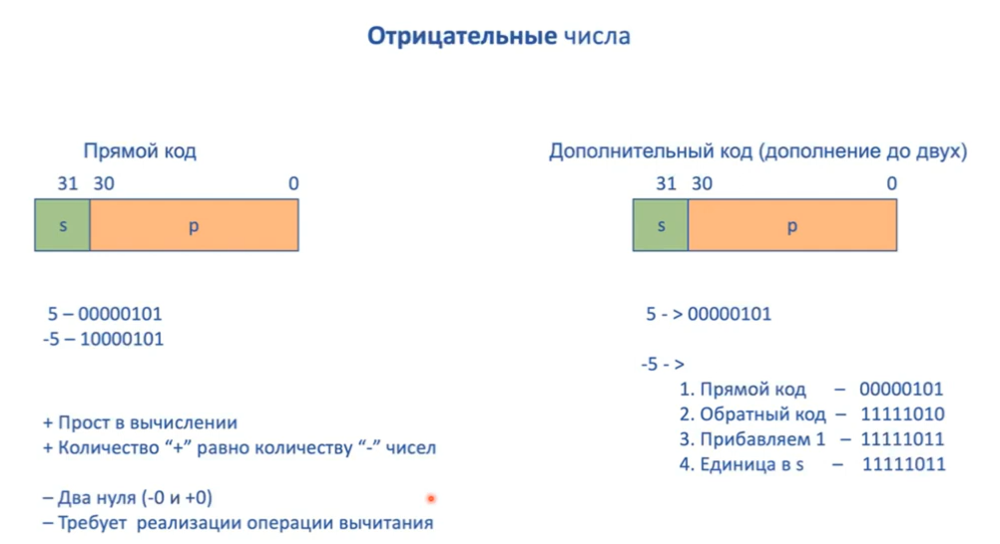 Отрицательные числа
Прямой код
31 30 0
s p
5 – 00000101
-5 – 10000101
+ Прост в вычислении
+ Количество “+” равно количеству “-” чисел
– Два нуля (-0 и +0)
– Требует реализации операции вычитания
Дополнительный код (дополнение до двух)
31 30 0
s p
5 - > 00000101
-5 - >
1. Прямой код – 00000101
2. Обратный код – 11111010
3. Прибавляем 1 – 11111011
4. Единица в s – 11111011